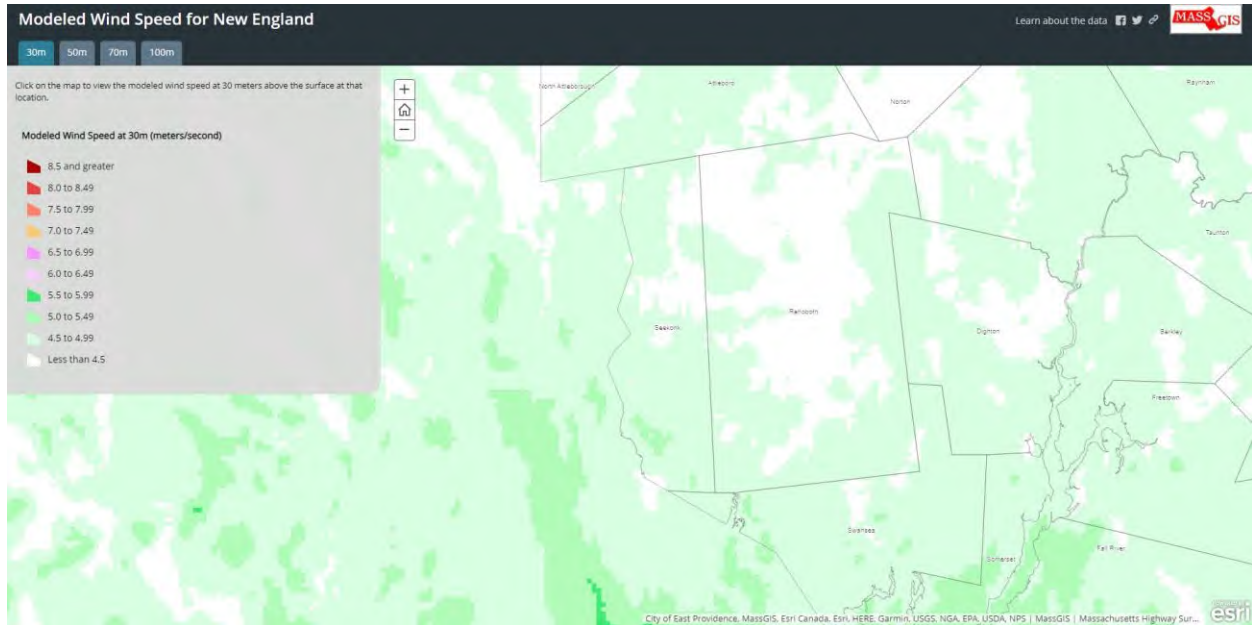 Modeled Wind Speed for New England
Learn about the data
MASS GIS
30m
50m
70m
100m
Click on the map to view the modeled wind speed at 30 meters above the surface at that
location.
Modeled Wind Speed at 30m (meters/second)
8.5 and greater
8.0 to 8.49
7.5 to 7.99
7.0 to 7.49
6.5 to 6.99
6.0 to 6.49
5.5 to 5.99
5.0 to 5.49
4.5 to 4.99
Less than 4.5
+
−
North Attleborough
Attleboro
Norton
Raynham
Taunton
Seekonk
Rehoboth
Dighton
Berkley
Freetown
Swansea
Somerset
Fall River
City of East Providence, MassGIS, Esri Canada, Esri, HERE, Garmin, USGS, NGA, EPA, USDA, NPS | MassGIS | Massachusetts Highway Sur...
esri